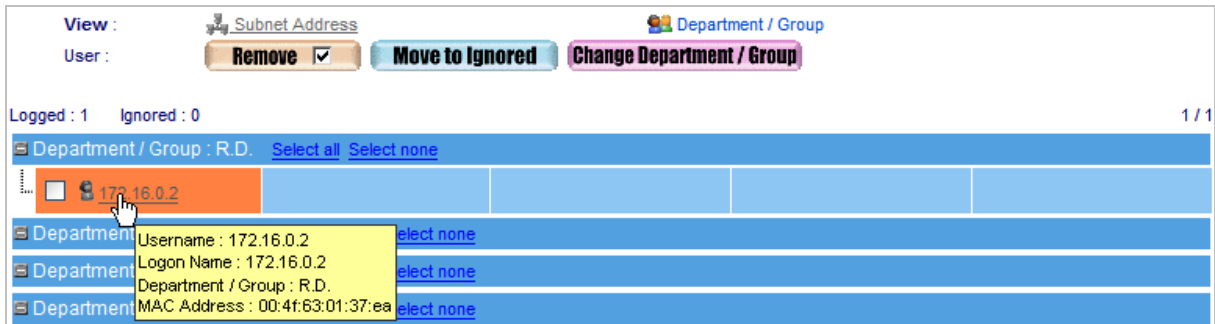 View : Subnet Address Department / Group
User : Remove Move to Ignored Change Department / Group
Logged : 1 Ignored : 0 1 / 1
Department / Group : R.D. Select all Select none
172.16.0.2
Department elect none
Username : 172.16.0.2
Logon Name : 172.16.0.2
Department elect none
Department / Group : R.D.
Department elect none
MAC Address : 00:4f:63:01:37:ea